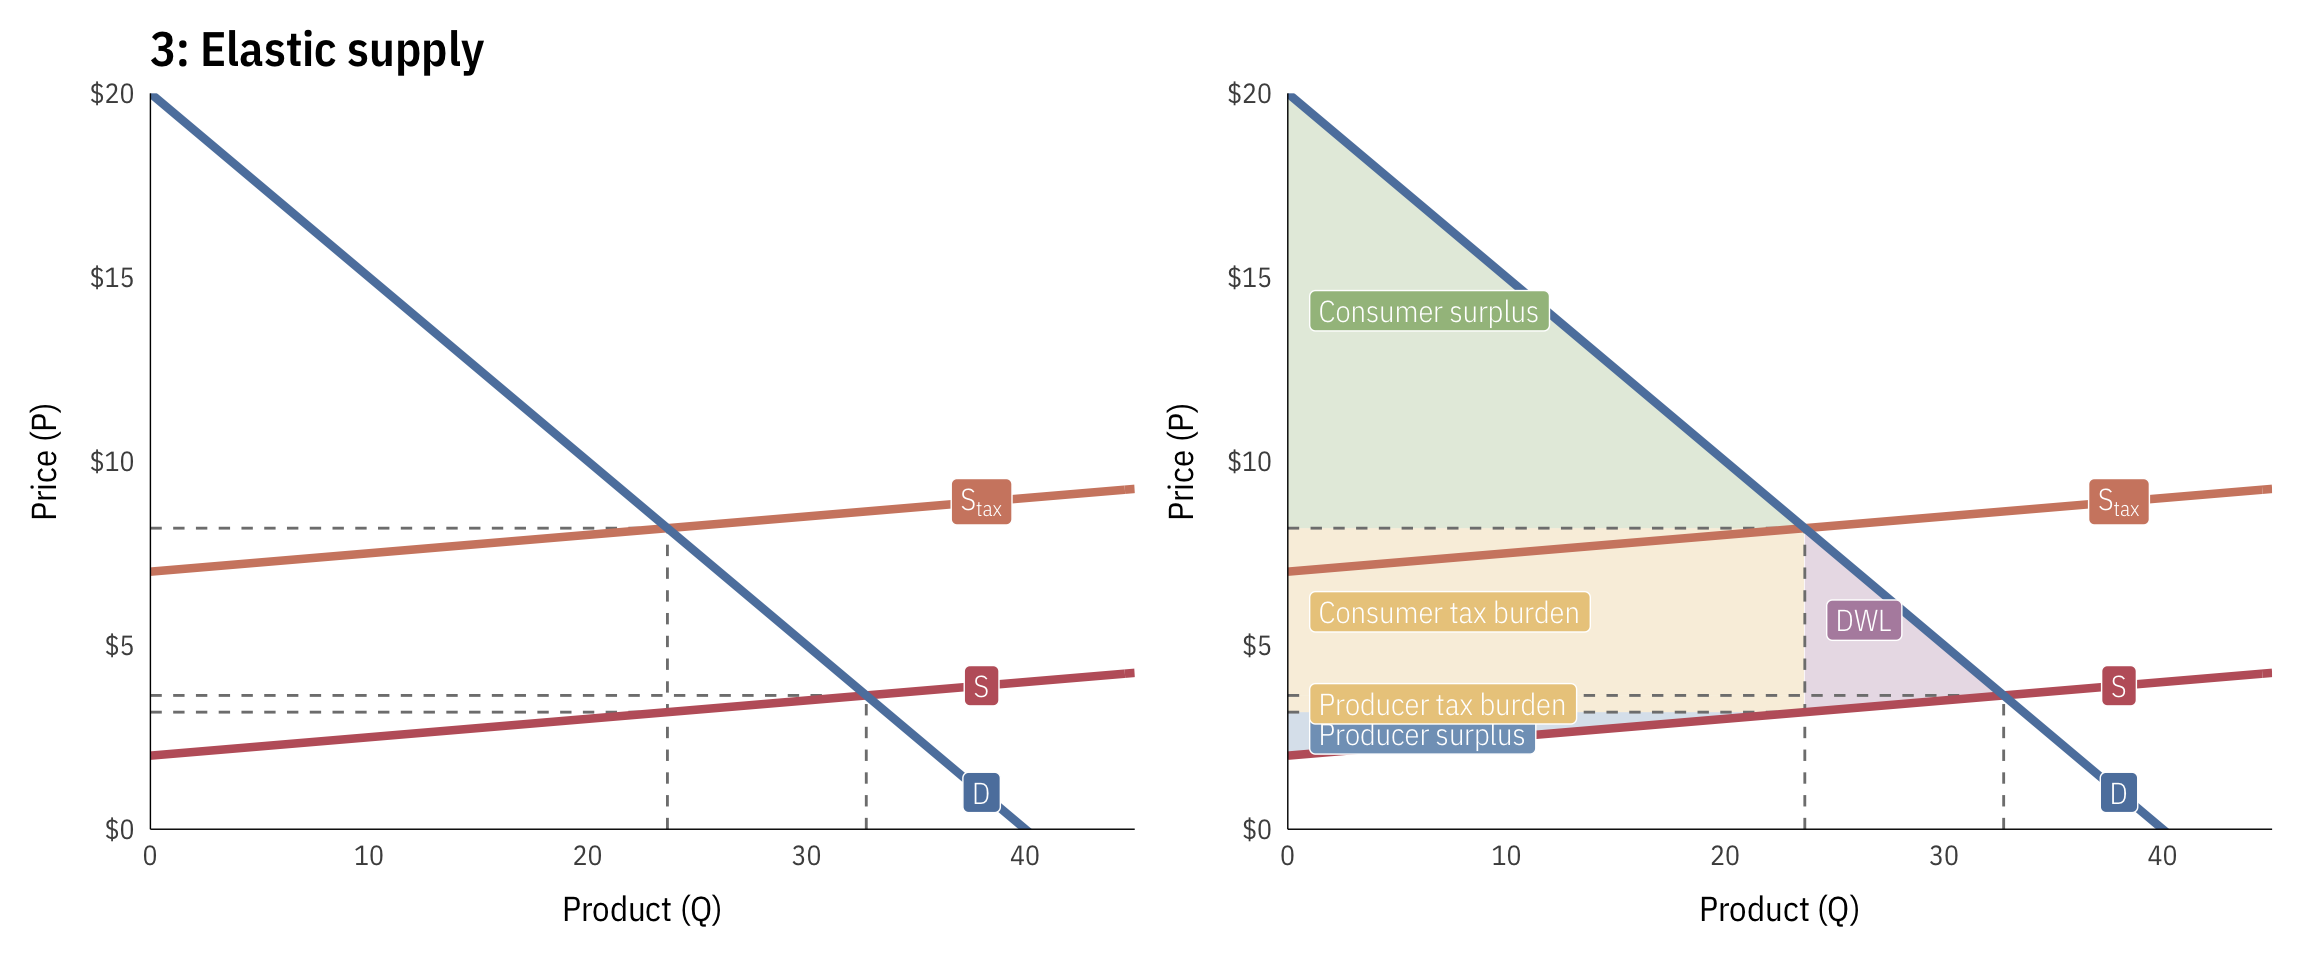 3: Elastic supply
$20
$15
$10
$5
$0
Price (P)
0
10
20
30
40
Product (Q)
Stax
S
D
$20
$15
$10
$5
$0
Price (P)
0
10
20
30
40
Product (Q)
Consumer surplus
Consumer tax burden
Producer tax burden
Producer surplus
DWL
Stax
S
D